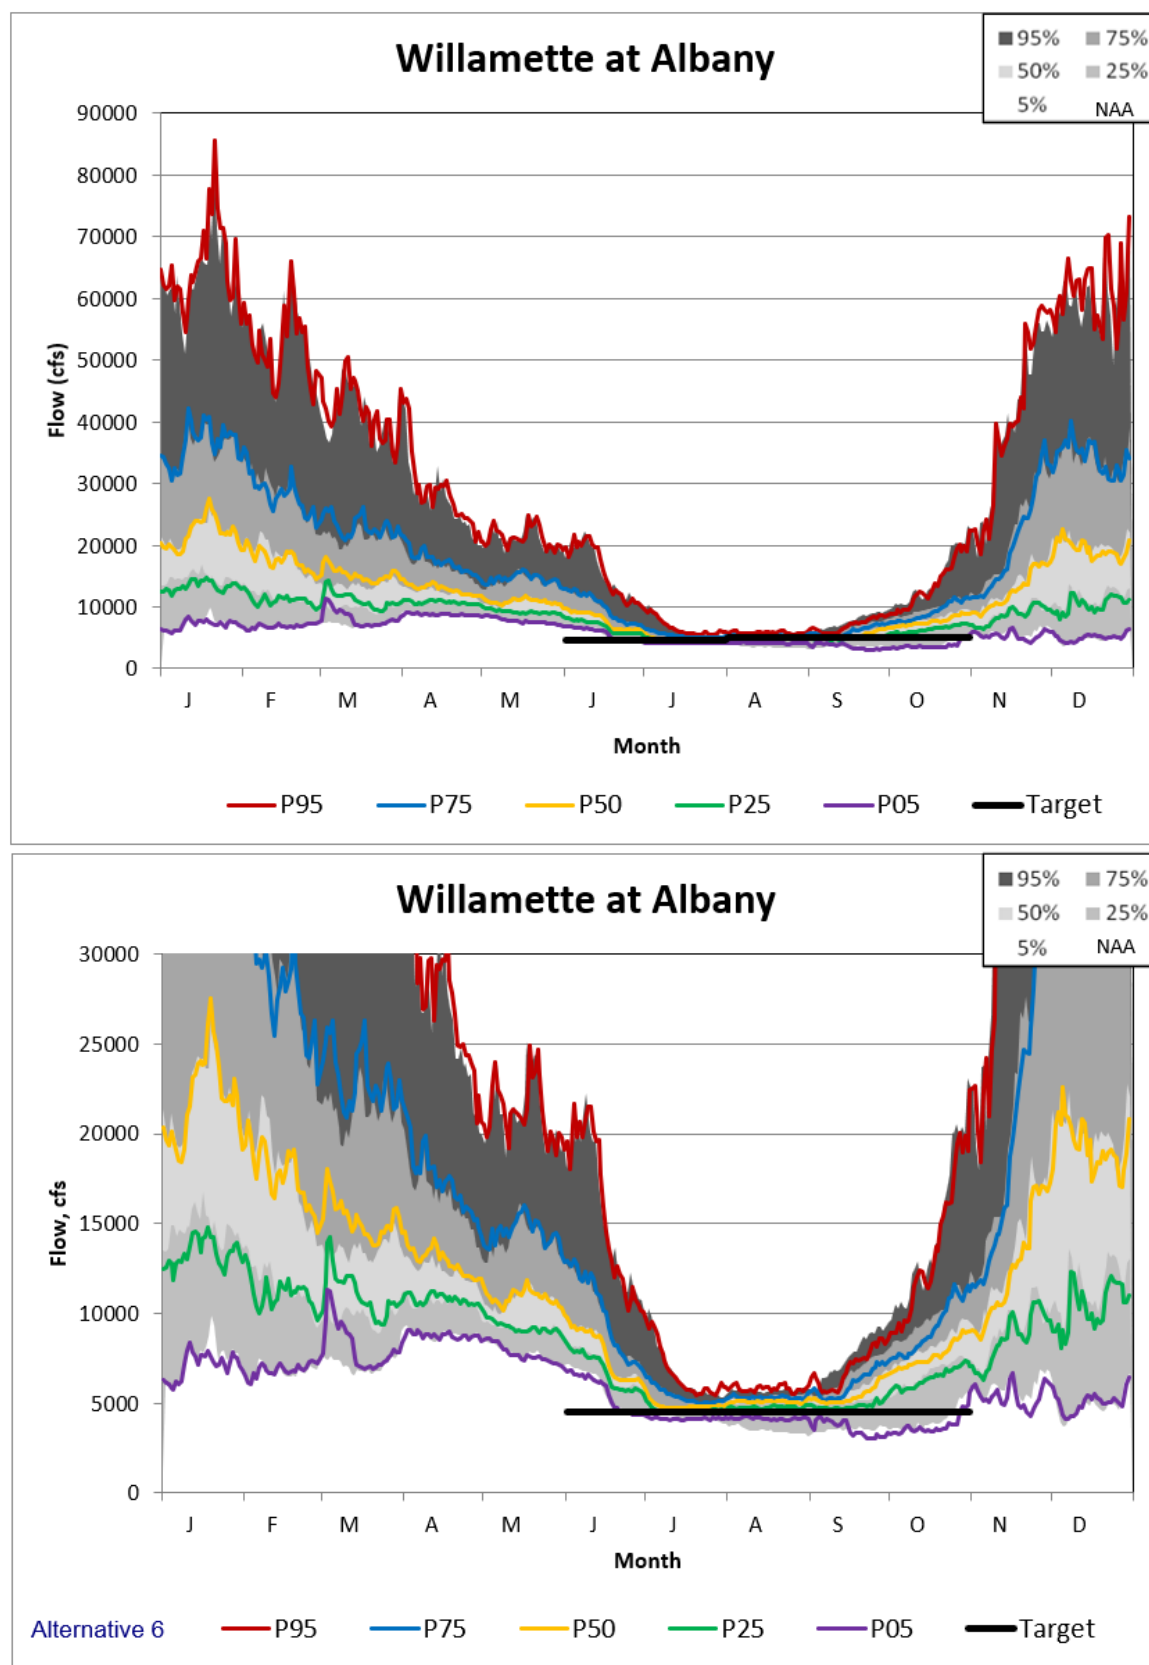 Willamette at Albany
95% 75%
50% 25%
5% NAA
90000
80000
70000
60000
50000
40000
30000
20000
10000
0
Flow (cfs)
J F M A M J J A S O N D
Month
P95 P75 P50 P25 P05 Target
Willamette at Albany
95% 75%
50% 25%
5% NAA
30000
25000
20000
15000
10000
5000
0
Flow, cfs
J F M A M J J A S O N D
Month
Alternative 6 P95 P75 P50 P25 P05 Target